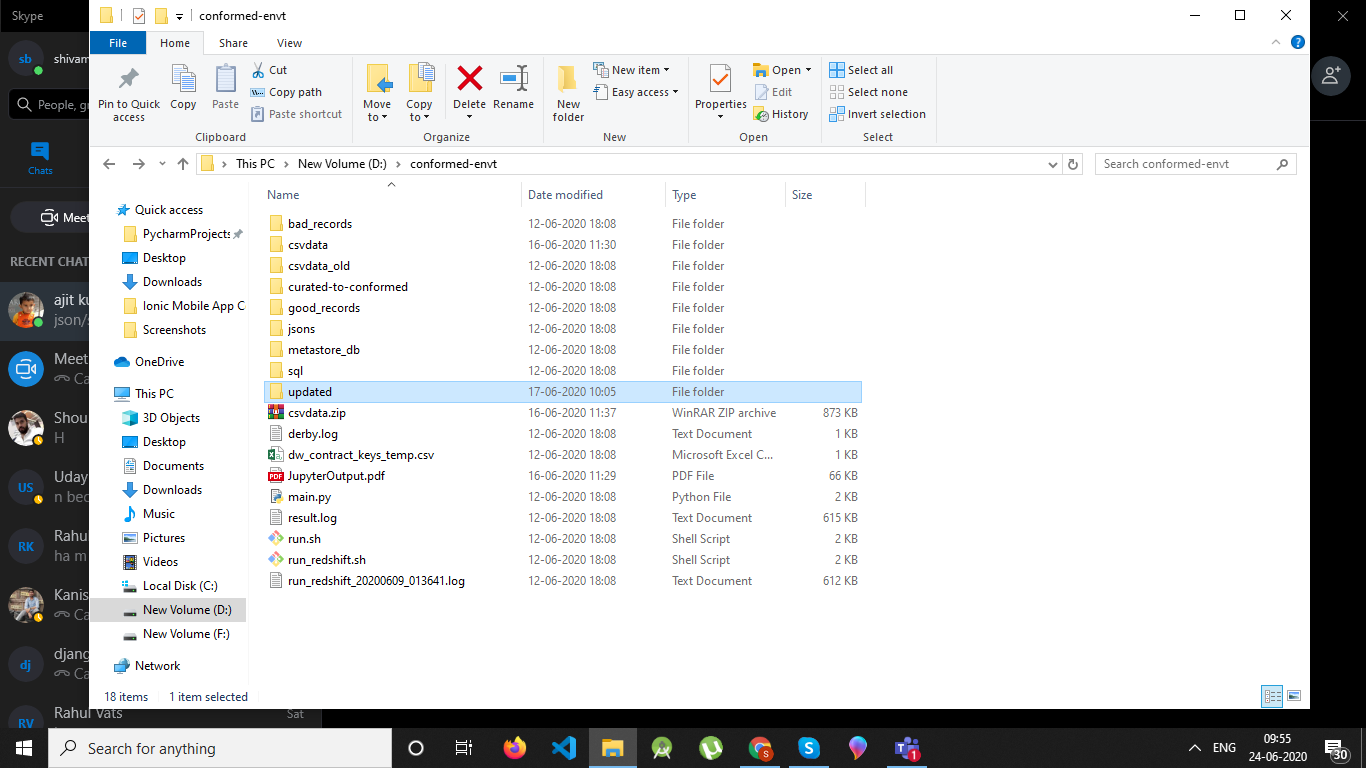 Skype
conformed-envt
File Home Share View
sb shivam
Pin to Quick access
Copy
Paste
Cut
Copy path
Paste shortcut
Clipboard
Move to
Copy to
Delete
Rename
Organize
New folder
New item
Easy access
New
Properties
Open
Edit
History
Open
Select all
Select none
Invert selection
Select
People, gr
This PC New Volume (D:) conformed-envt
Search conformed-envt
Chats
Meet
RECENT CHAT
ajit ku
json/s
Meet
Ca
Shou
H
US Uday
n bec
RK Rahul
ha m
Kanis
Ca
dj djang
Ca
RV Rahul Vats
Sat
Quick access
PycharmProjects
Desktop
Downloads
Ionic Mobile App C
Screenshots
OneDrive
This PC
3D Objects
Desktop
Documents
Downloads
Music
Pictures
Videos
Local Disk (C:)
New Volume (D:)
New Volume (F:)
Network
Name Date modified Type Size
bad_records 12-06-2020 18:08 File folder
csvdata 16-06-2020 11:30 File folder
csvdata_old 12-06-2020 18:08 File folder
curated-to-conformed 12-06-2020 18:08 File folder
good_records 12-06-2020 18:08 File folder
jsons 12-06-2020 18:08 File folder
metastore_db 12-06-2020 18:08 File folder
sql 12-06-2020 18:08 File folder
updated 17-06-2020 10:05 File folder
csvdata.zip 16-06-2020 11:37 WinRAR ZIP archive 873 KB
derby.log 12-06-2020 18:08 Text Document 1 KB
dw_contract_keys_temp.csv 12-06-2020 18:08 Microsoft Excel C... 1 KB
PDF JupyterOutput.pdf 16-06-2020 11:29 PDF File 66 KB
main.py 12-06-2020 18:08 Python File 2 KB
result.log 12-06-2020 18:08 Text Document 615 KB
run.sh 12-06-2020 18:08 Shell Script 2 KB
run_redshift.sh 12-06-2020 18:08 Shell Script 2 KB
run_redshift_20200609_013641.log 12-06-2020 18:08 Text Document 612 KB
18 items 1 item selected
Search for anything
ENG
09:55
24-06-2020
30